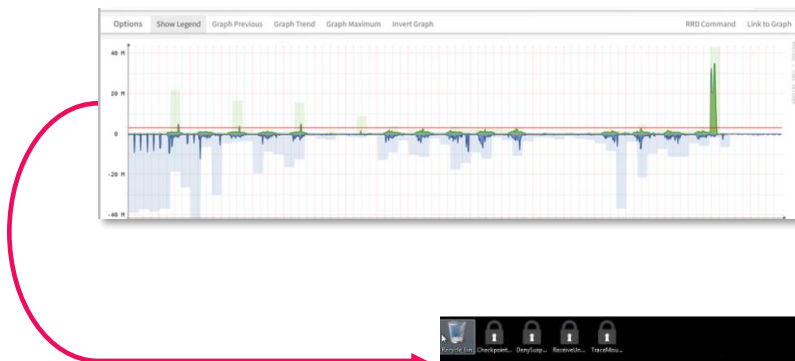 Options Show Legend Graph Previous Graph Trend Graph Maximum Invert Graph RRD Command Link to Graph
40 M
20 M
0
-20 M
-40 M
Recycle Bin Checkpoint... DenySusp... ReceiveUn... TraceMou...